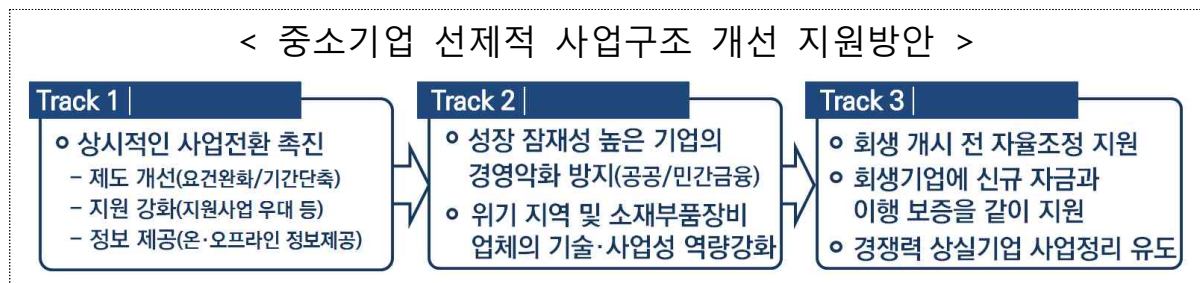 < 중소기업 선제적 사업구조 개선 지원방안 >
Track 1
○ 상시적인 사업전환 촉진
- 제도 개선(요건완화/기간단축)
- 지원 강화(지원사업 우대 등)
- 정보 제공(온·오프라인 정보제공)
Track 2
○ 성장 잠재성 높은 기업의
경영악화 방지(공공/민간금융)
○ 위기 지역 및 소재부품장비
업체의 기술·사업성 역량강화
Track 3
○ 회생 개시 전 자율조정 지원
○ 회생기업에 신규 자금과
이행 보증을 같이 지원
○ 경쟁력 상실기업 사업정리 유도